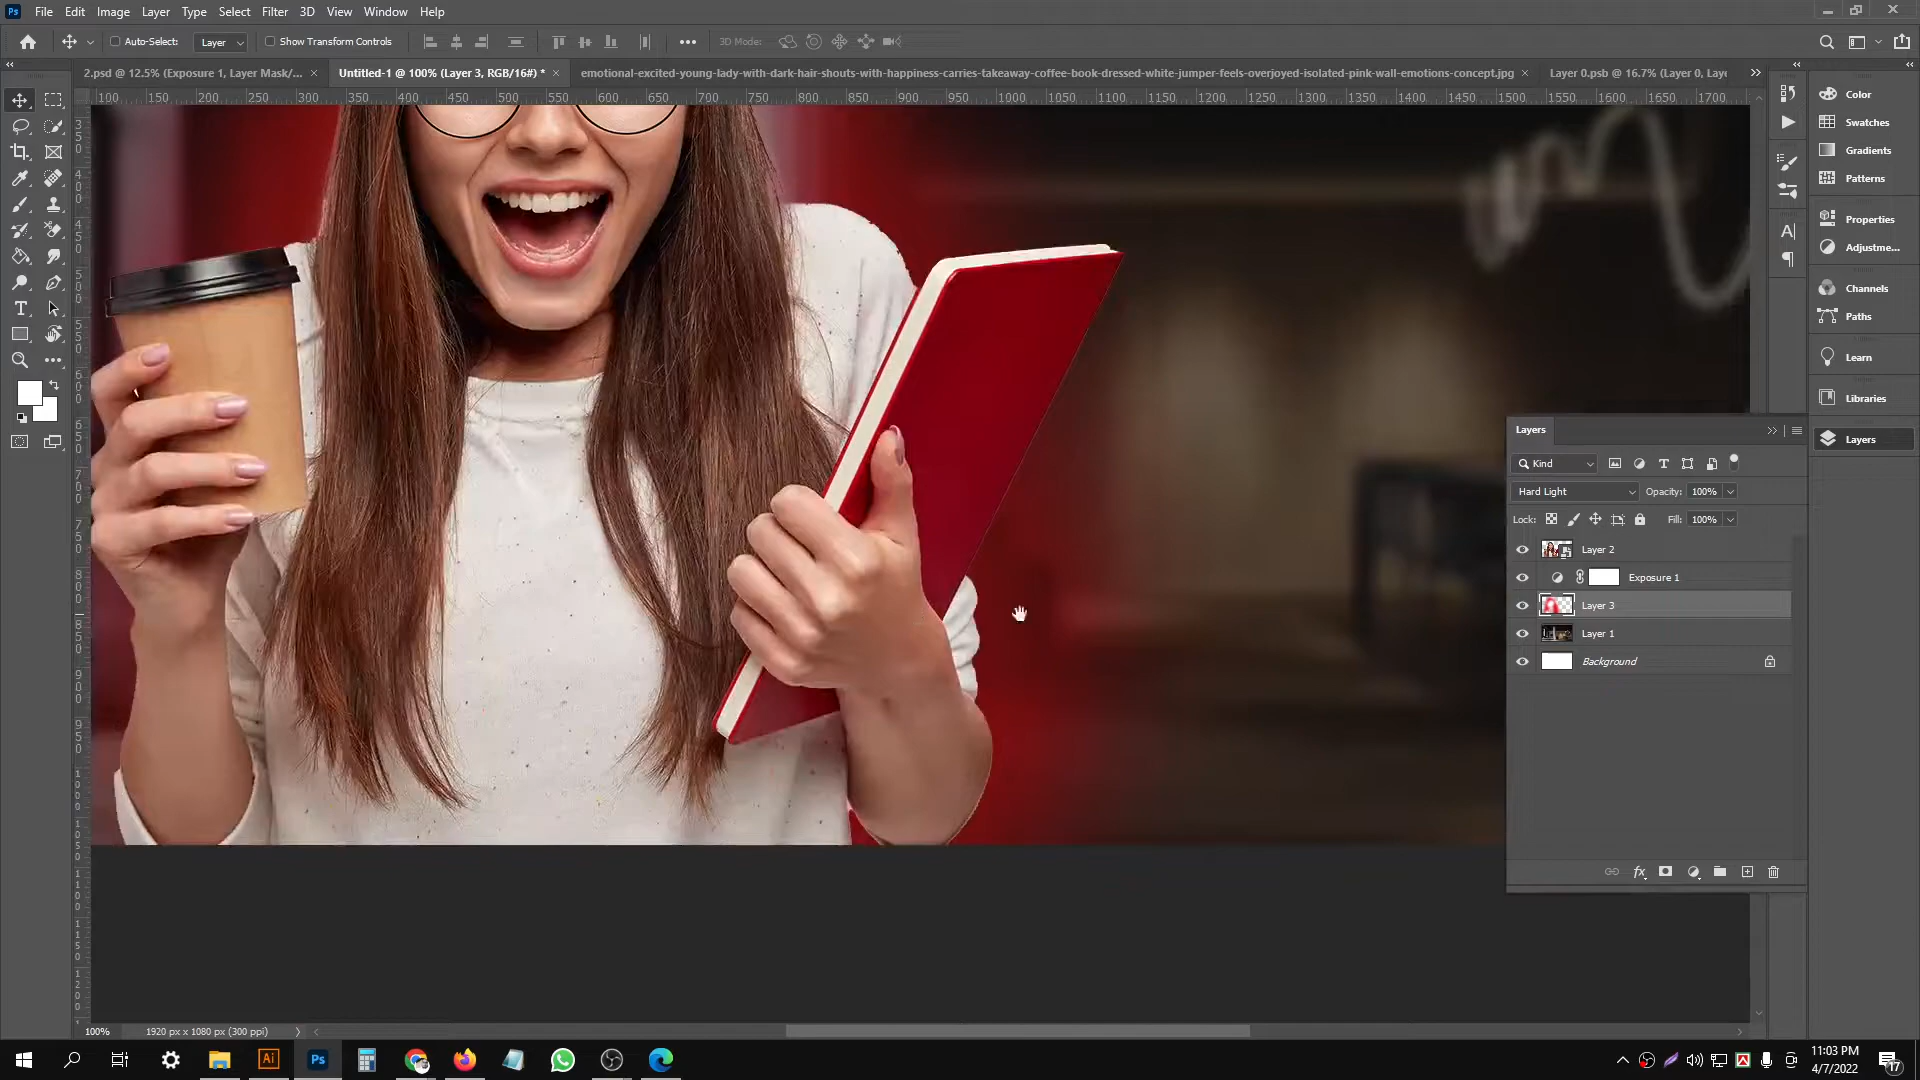 File Edit Image Layer Type Select Filter 3D View Window Help
Auto-Select: Layer Show Transform Controls 3D Mode:
2.psd @ 12.5% (Exposure 1, Layer Mask/... × Untitled-1 @ 100% (Layer 3, RGB/16#) * × emotional-excited-young-lady-with-dark-hair-shouts-with-happiness-carries-takeaway-coffee-book-dressed-white-jumper-feels-overjoyed-isolated-pink-wall-emotions-concept.jpg × Layer 0.psb @ 16.7% (Layer 0, Laye
100 150 200 250 300 350 400 450 500 550 600 650 700 750 800 850 900 950 1000 1050 1100 1150 1200 1250 1300 1350 1400 1450 1500 1550 1600 1650 1700
Color
Swatches
Gradients
Patterns
Properties
Adjustme...
Channels
Paths
Learn
Libraries
Layers
Layers
Kind
Hard Light Opacity: 100%
Lock: Fill: 100%
Layer 2
Exposure 1
Layer 3
Layer 1
Background
fx
100% 1920 px x 1080 px (300 ppi)
11:03 PM
4/7/2022
17